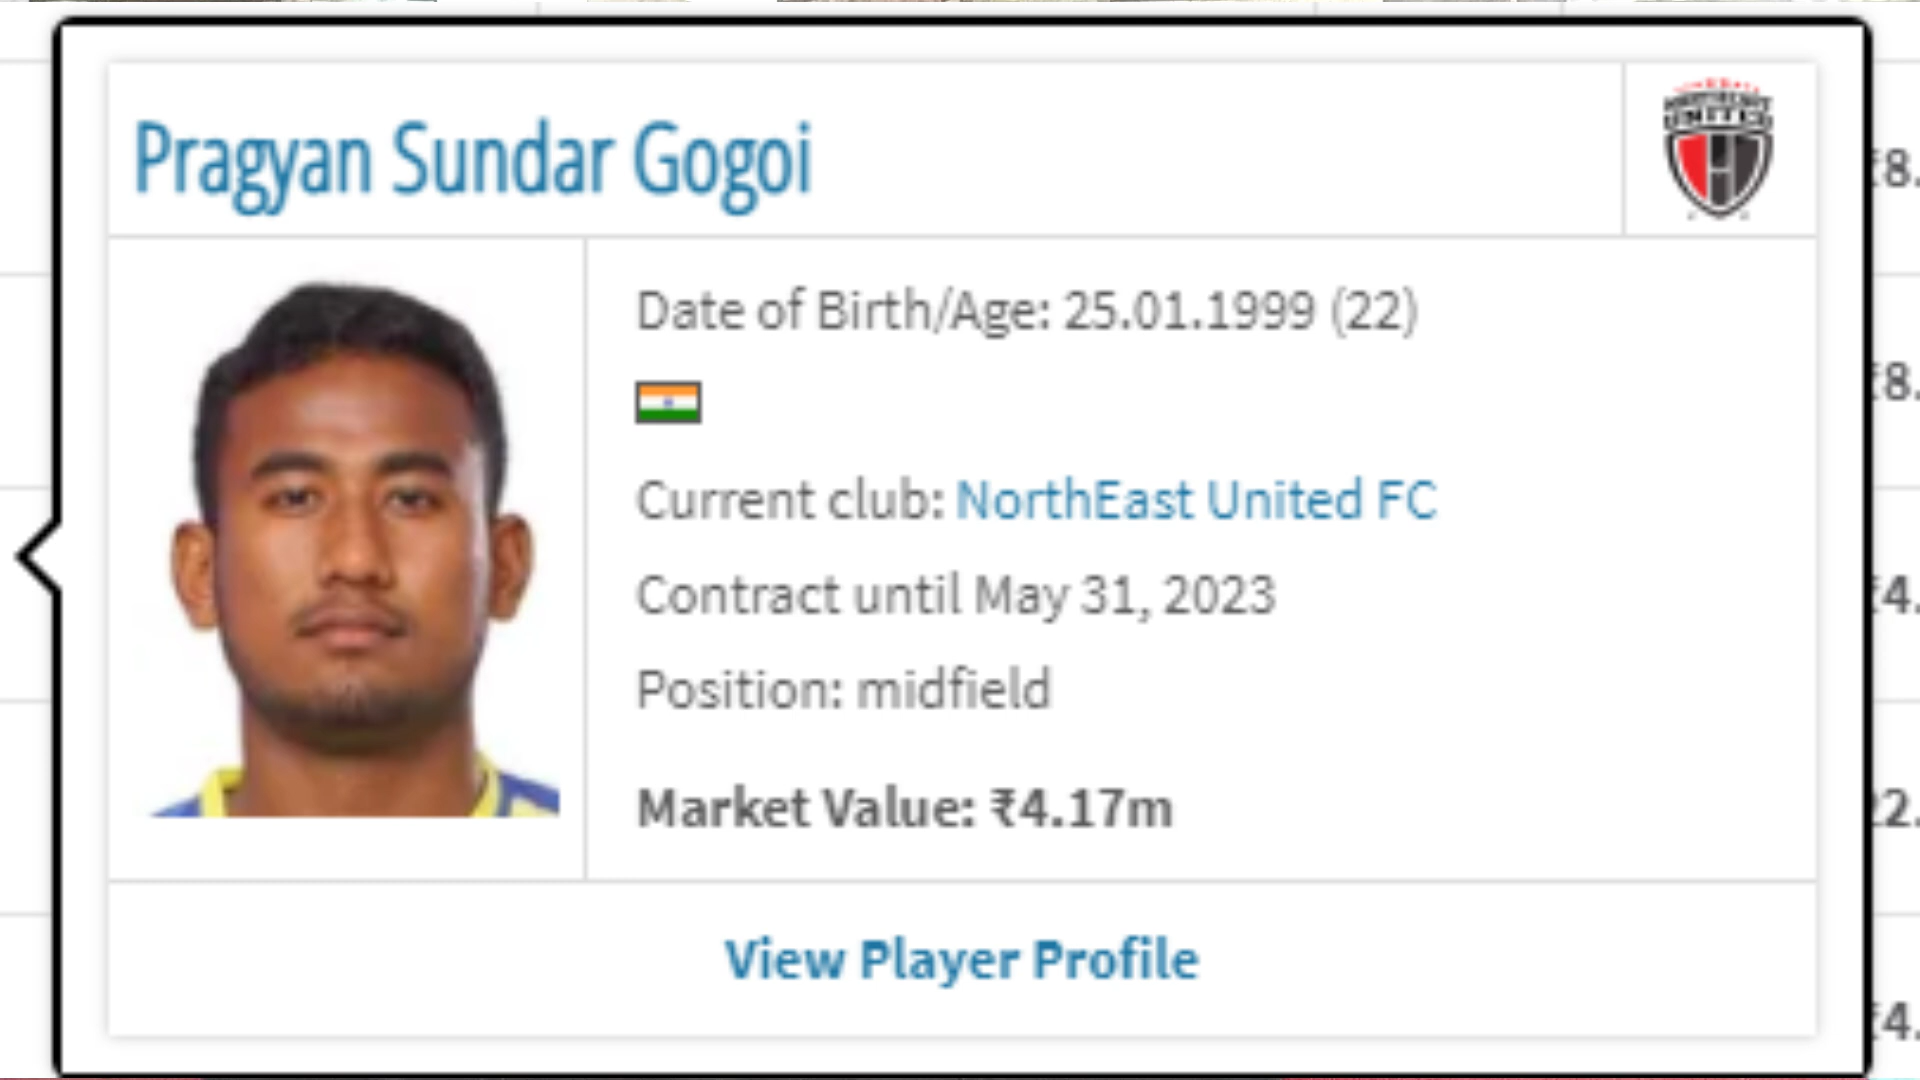 Pragyan Sundar Gogoi
UNITED
Date of Birth/Age: 25.01.1999 (22)
Current club: NorthEast United FC
Contract until May 31, 2023
Position: midfield
Market Value: ₹4.17m
View Player Profile